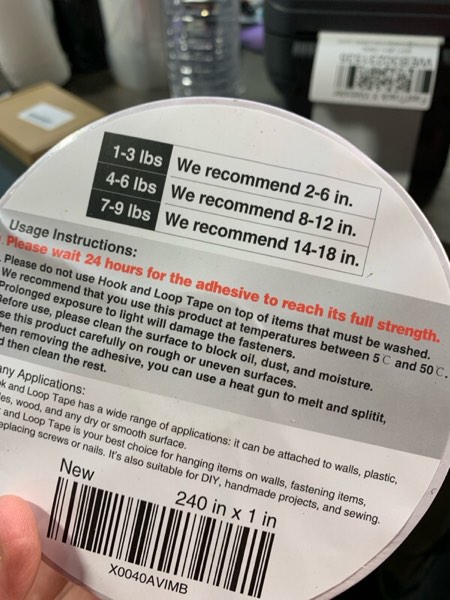 1-3 lbs We recommend 2-6 in.
4-6 lbs We recommend 8-12 in.
7-9 lbs We recommend 14-18 in.
Usage Instructions:
. Please wait 24 hours for the adhesive to reach its full strength.
. Please do not use Hook and Loop Tape on top of items that must be washed.
We recommend that you use this product at temperatures between 5℃ and 50℃.
Prolonged exposure to light will damage the fasteners.
efore use, please clean the surface to block oil, dust, and moisture.
se this product carefully on rough or uneven surfaces.
hen removing the adhesive, you can use a heat gun to melt and splitit,
d then clean the rest.
any Applications:
k and Loop Tape has a wide range of applications: it can be attached to walls, plastic,
es, wood, and any dry or smooth surface.
and Loop Tape is your best choice for hanging items on walls, fastening items,
eplacing screws or nails. It's also suitable for DIY, handmade projects, and sewing.
New
240 in x 1 in
X0040AVIMB